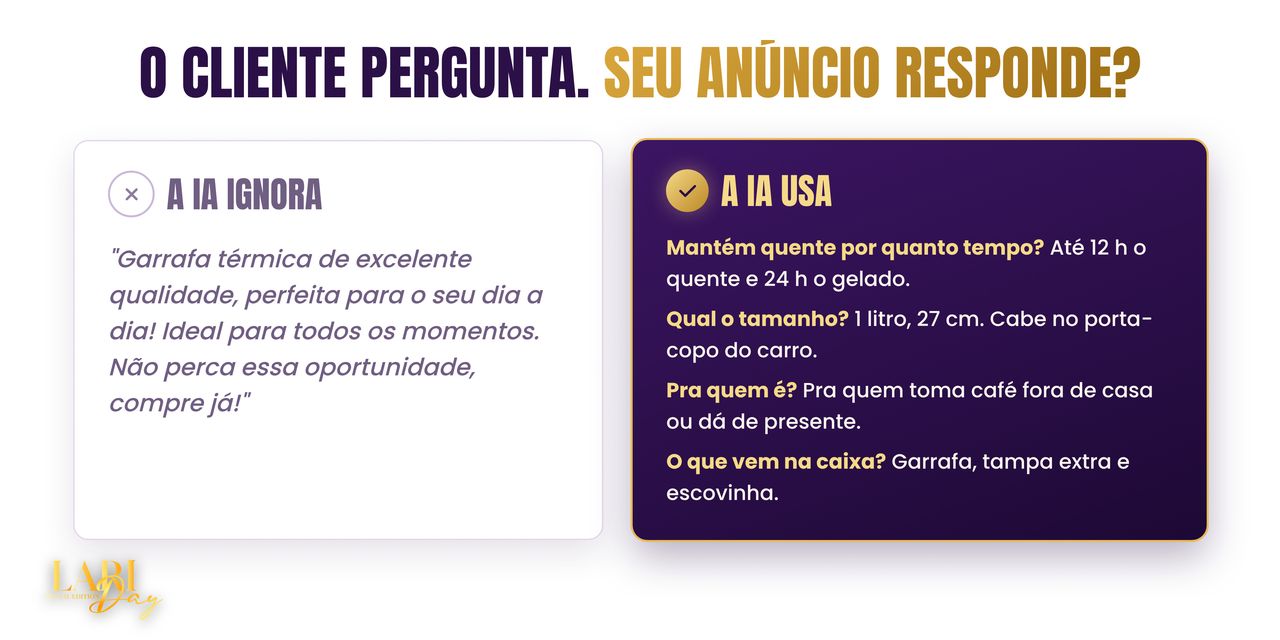 O CLIENTE PERGUNTA. SEU ANÚNCIO RESPONDE?
A IA IGNORA
"Garrafa térmica de excelente
qualidade, perfeita para o seu dia a
dia! Ideal para todos os momentos.
Não perca essa oportunidade,
compre já!"
A IA USA
Mantém quente por quanto tempo? Até 12 h o
quente e 24 h o gelado.
Qual o tamanho? 1 litro, 27 cm. Cabe no porta-
copo do carro.
Pra quem é? Pra quem toma café fora de casa
ou dá de presente.
O que vem na caixa? Garrafa, tampa extra e
escovinha.
LABI
Day